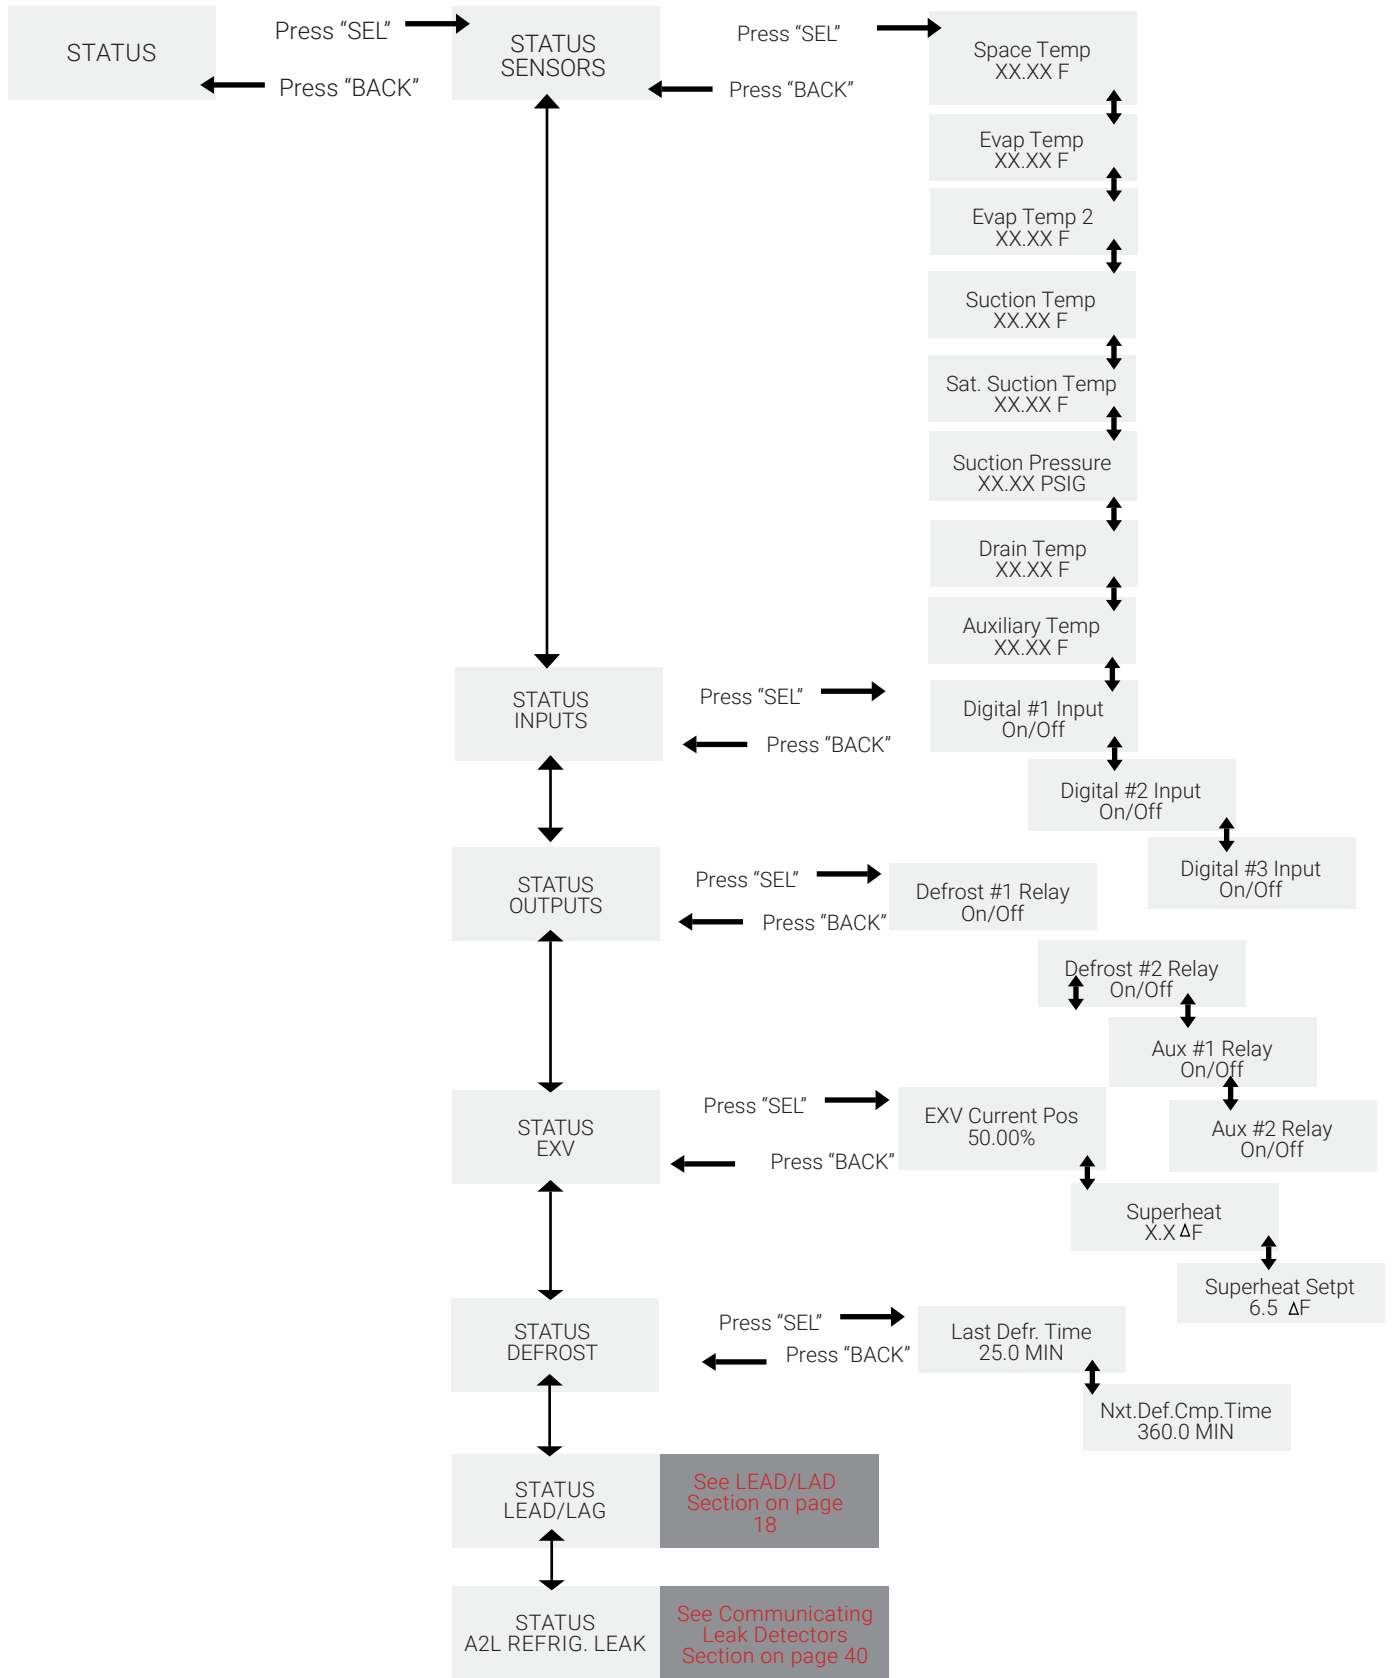 STATUS
Press “SEL”
Press “BACK”
STATUS
SENSORS
Press “SEL”
Press “BACK”
Space Temp
XX.XX F
Evap Temp
XX.XX F
Evap Temp 2
XX.XX F
Suction Temp
XX.XX F
Sat. Suction Temp
XX.XX F
Suction Pressure
XX.XX PSIG
Drain Temp
XX.XX F
Auxiliary Temp
XX.XX F
STATUS
INPUTS
Press “SEL”
Press “BACK”
Digital #1 Input
On/Off
Digital #2 Input
On/Off
Digital #3 Input
On/Off
STATUS
OUTPUTS
Press “SEL”
Press “BACK”
Defrost #1 Relay
On/Off
Defrost #2 Relay
On/Off
Aux #1 Relay
On/Off
Aux #2 Relay
On/Off
STATUS
EXV
Press “SEL”
Press “BACK”
EXV Current Pos
50.00%
Superheat
X.X ΔF
Superheat Setpt
6.5 ΔF
STATUS
DEFROST
Press “SEL”
Press “BACK”
Last Defr. Time
25.0 MIN
Nxt.Def.Cmp.Time
360.0 MIN
STATUS
LEAD/LAG
See LEAD/LAD
Section on page
18
STATUS
A2L REFRIG. LEAK
See Communicating
Leak Detectors
Section on page 40